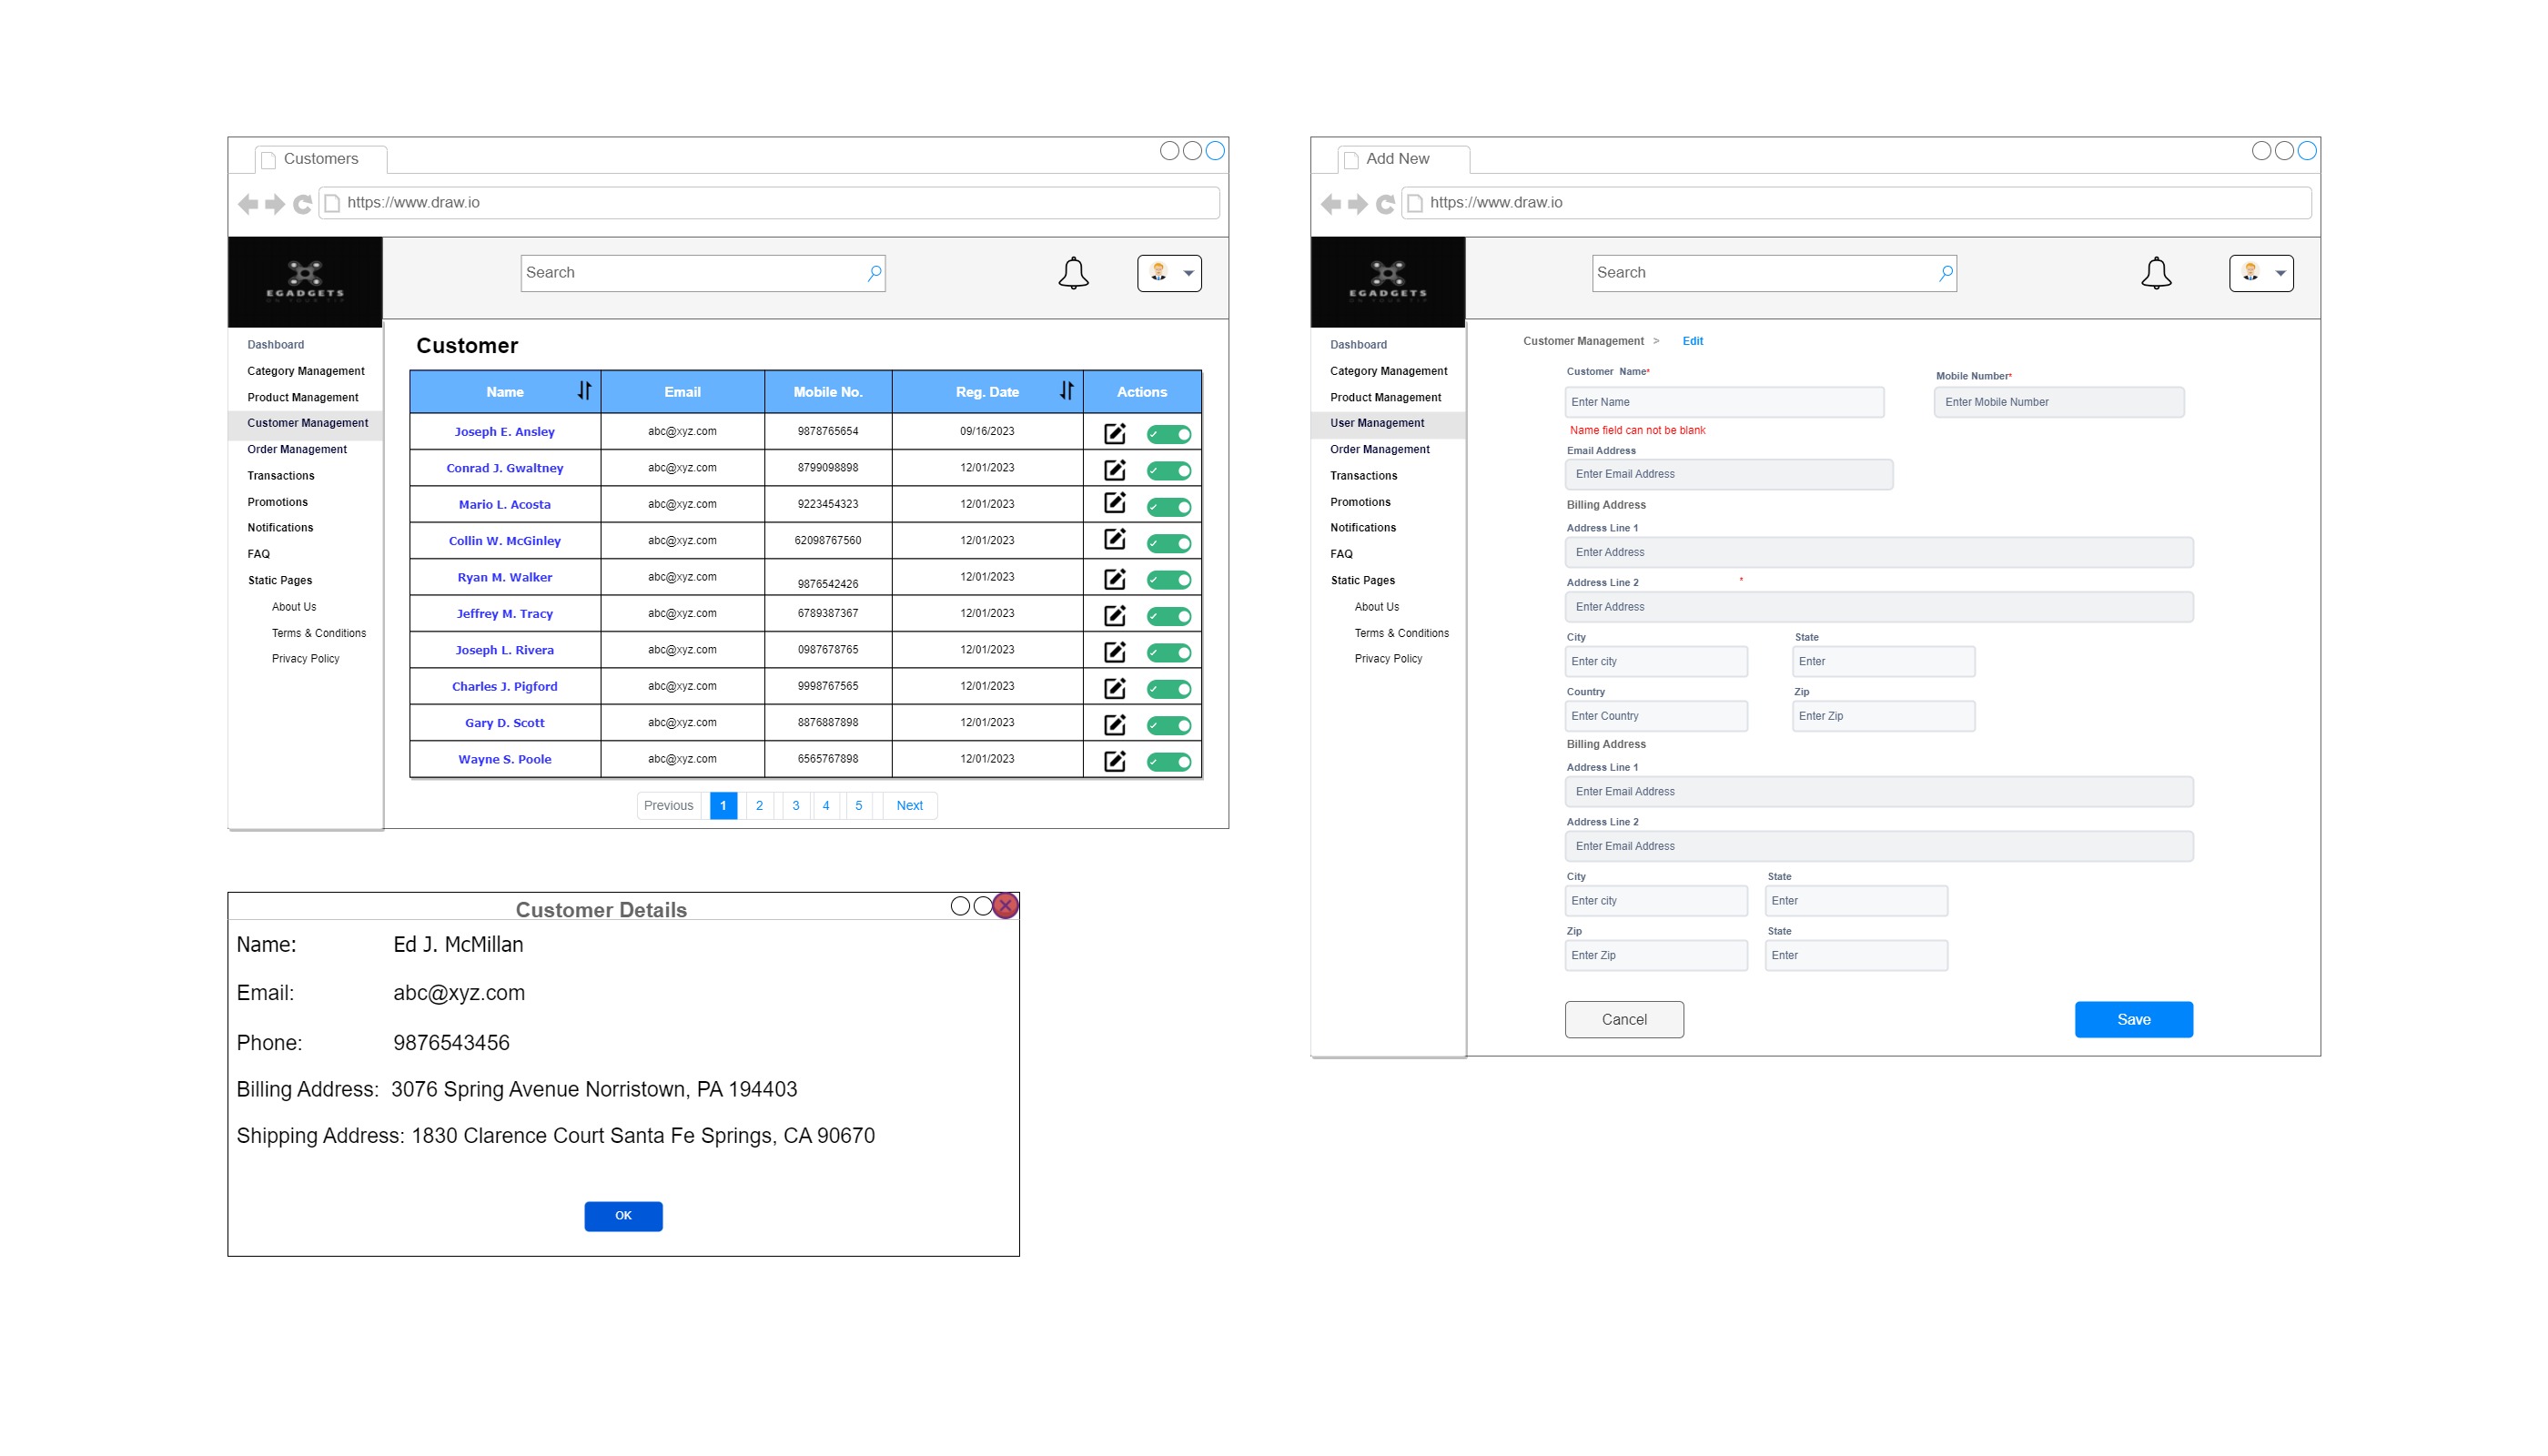 Customers
https://www.draw.io
EGADGETS
Search
Dashboard
Category Management
Product Management
Customer Management
Order Management
Transactions
Promotions
Notifications
FAQ
Static Pages
About Us
Terms & Conditions
Privacy Policy
Customer
Name Email Mobile No. Reg. Date Actions
Joseph E. Ansley abc@xyz.com 9878765654 09/16/2023
Conrad J. Gwaltney abc@xyz.com 8799098898 12/01/2023
Mario L. Acosta abc@xyz.com 9223454323 12/01/2023
Collin W. McGinley abc@xyz.com 62098767560 12/01/2023
Ryan M. Walker abc@xyz.com 9876542426 12/01/2023
Jeffrey M. Tracy abc@xyz.com 6789387367 12/01/2023
Joseph L. Rivera abc@xyz.com 0987678765 12/01/2023
Charles J. Pigford abc@xyz.com 9998767565 12/01/2023
Gary D. Scott abc@xyz.com 8876887898 12/01/2023
Wayne S. Poole abc@xyz.com 6565767898 12/01/2023
Previous 1 2 3 4 5 Next
Customer Details
Name: Ed J. McMillan
Email: abc@xyz.com
Phone: 9876543456
Billing Address: 3076 Spring Avenue Norristown, PA 194403
Shipping Address: 1830 Clarence Court Santa Fe Springs, CA 90670
OK
Add New
https://www.draw.io
EGADGETS
Search
Dashboard
Category Management
Product Management
User Management
Order Management
Transactions
Promotions
Notifications
FAQ
Static Pages
About Us
Terms & Conditions
Privacy Policy
Customer Management > Edit
Customer Name* Mobile Number*
Enter Name Enter Mobile Number
Name field can not be blank
Email Address
Enter Email Address
Billing Address
Address Line 1
Enter Address
Address Line 2 *
Enter Address
City State
Enter city Enter
Country Zip
Enter Country Enter Zip
Billing Address
Address Line 1
Enter Email Address
Address Line 2
Enter Email Address
City State
Enter city Enter
Zip State
Enter Zip Enter
Cancel Save